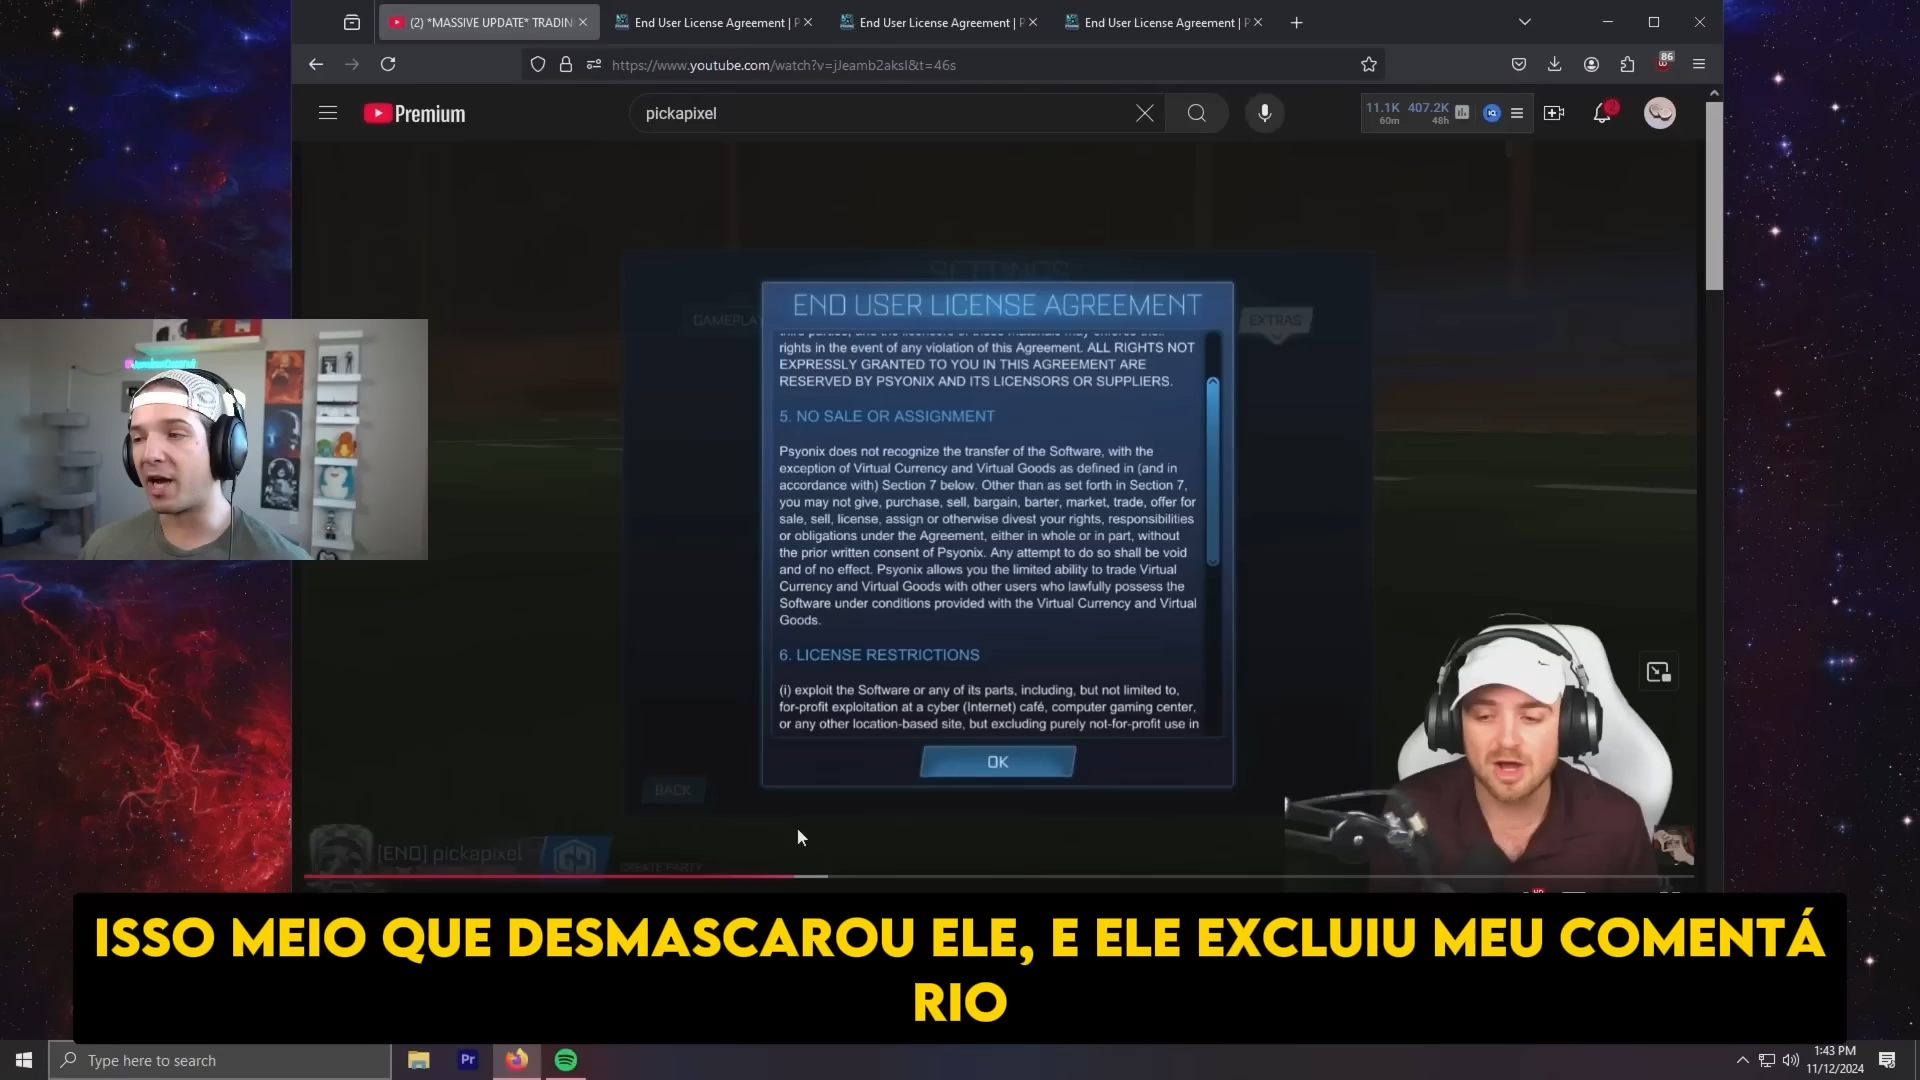 (2) *MASSIVE UPDATE* TRADIN
End User License Agreement | P
End User License Agreement | P
End User License Agreement | P
https://www.youtube.com/watch?v=jJeamb2aksI&t=46s
86
Premium
pickapixel
11.1K 407.2K
60m 48h
SETTINGS
GAMEPLAY
EXTRAS
END USER LICENSE AGREEMENT
rights in the event of any violation of this Agreement. ALL RIGHTS NOT
EXPRESSLY GRANTED TO YOU IN THIS AGREEMENT ARE
RESERVED BY PSYONIX AND ITS LICENSORS OR SUPPLIERS.
5. NO SALE OR ASSIGNMENT
Psyonix does not recognize the transfer of the Software, with the
exception of Virtual Currency and Virtual Goods as defined in (and in
accordance with) Section 7 below. Other than as set forth in Section 7,
you may not give, purchase, sell, bargain, barter, market, trade, offer for
sale, sell, license, assign or otherwise divest your rights, responsibilities
or obligations under the Agreement, either in whole or in part, without
the prior written consent of Psyonix. Any attempt to do so shall be void
and of no effect. Psyonix allows you the limited ability to trade Virtual
Currency and Virtual Goods with other users who lawfully possess the
Software under conditions provided with the Virtual Currency and Virtual
Goods.
6. LICENSE RESTRICTIONS
(i) exploit the Software or any of its parts, including, but not limited to,
for-profit exploitation at a cyber (Internet) café, computer gaming center,
or any other location-based site, but excluding purely not-for-profit use in
OK
BACK
[END] pickapixel
CREATE PARTY
ISSO MEIO QUE DESMASCAROU ELE, E ELE EXCLUIU MEU COMENTÁ
RIO
Type here to search
Pr
1:43 PM
11/12/2024